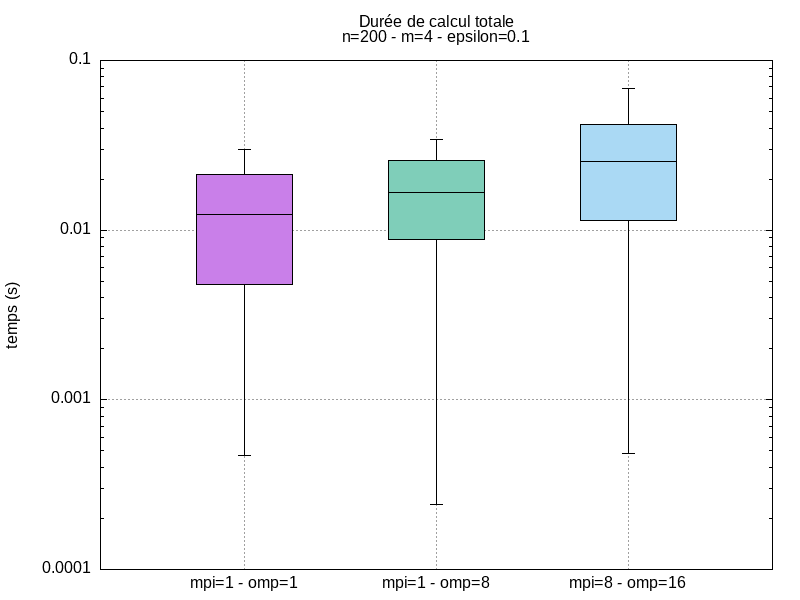 Durée de calcul totale
n=200 - m=4 - epsilon=0.1
0.1
0.01
0.001
0.0001
temps (s)
mpi=1 - omp=1
mpi=1 - omp=8
mpi=8 - omp=16